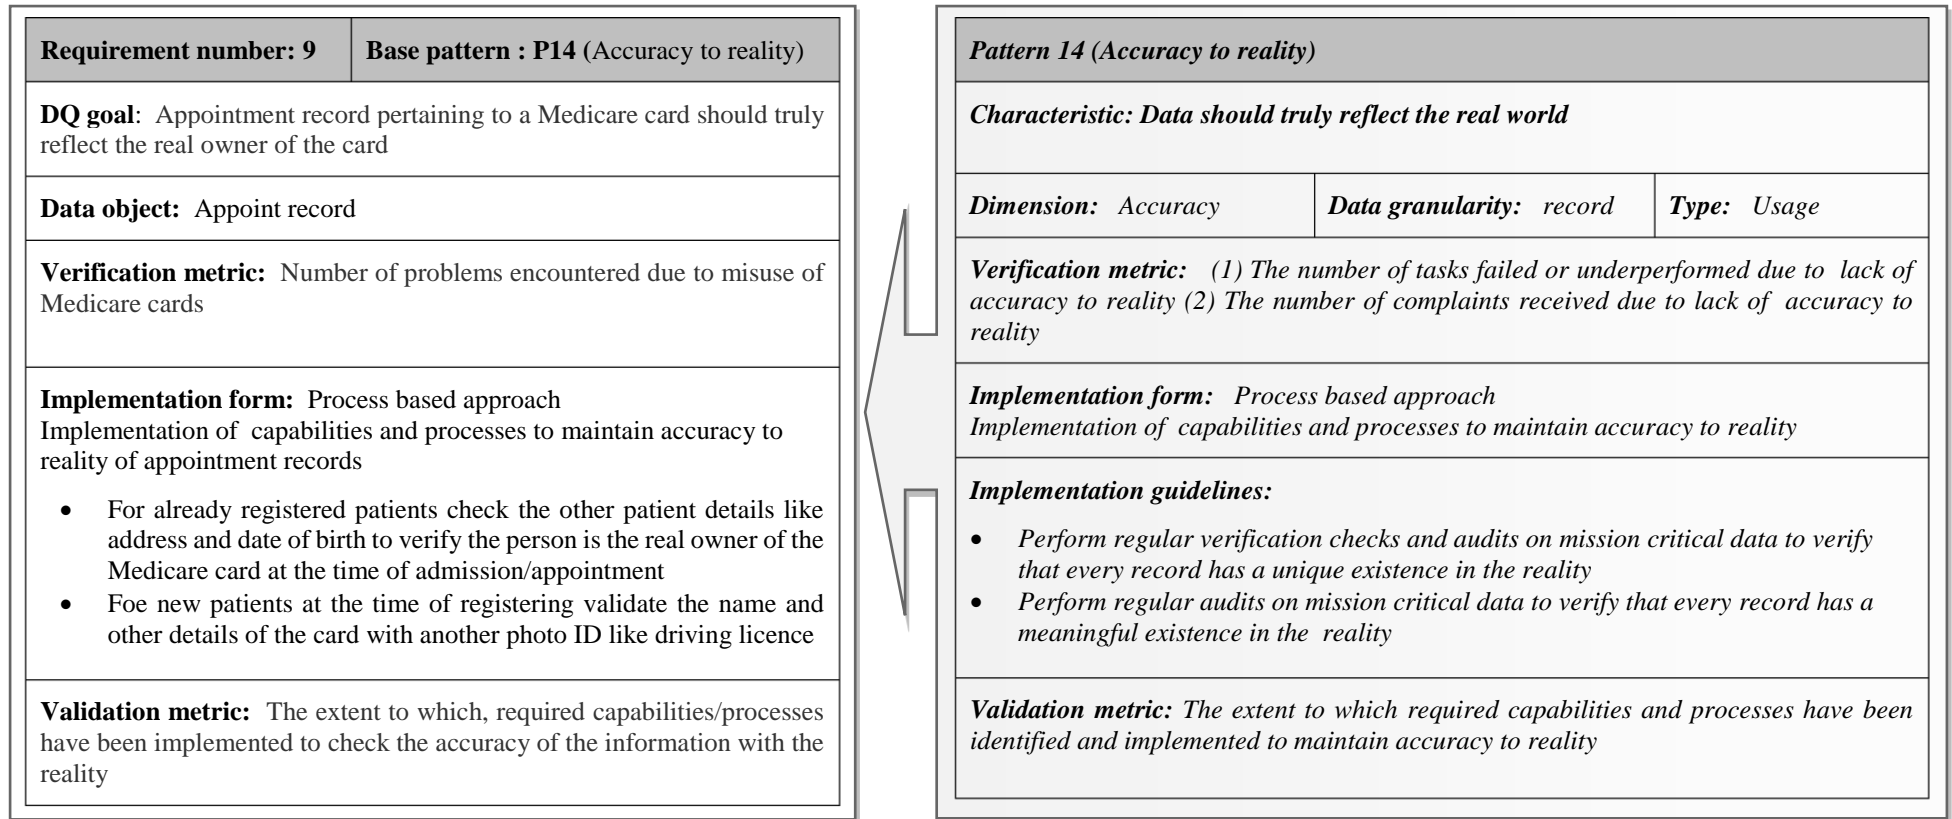 Requirement number: 9
Base pattern : P14 (Accuracy to reality)
DQ goal: Appointment record pertaining to a Medicare card should truly
reflect the real owner of the card
Data object: Appoint record
Verification metric: Number of problems encountered due to misuse of
Medicare cards
Implementation form: Process based approach
Implementation of capabilities and processes to maintain accuracy to
reality of appointment records
• For already registered patients check the other patient details like
address and date of birth to verify the person is the real owner of the
Medicare card at the time of admission/appointment
• Foe new patients at the time of registering validate the name and
other details of the card with another photo ID like driving licence
Validation metric: The extent to which, required capabilities/processes
have been implemented to check the accuracy of the information with the
reality
Pattern 14 (Accuracy to reality)
Characteristic: Data should truly reflect the real world
Dimension: Accuracy
Data granularity: record
Type: Usage
Verification metric: (1) The number of tasks failed or underperformed due to lack of
accuracy to reality (2) The number of complaints received due to lack of accuracy to
reality
Implementation form: Process based approach
Implementation of capabilities and processes to maintain accuracy to reality
Implementation guidelines:
• Perform regular verification checks and audits on mission critical data to verify
that every record has a unique existence in the reality
• Perform regular audits on mission critical data to verify that every record has a
meaningful existence in the reality
Validation metric: The extent to which required capabilities and processes have been
identified and implemented to maintain accuracy to reality